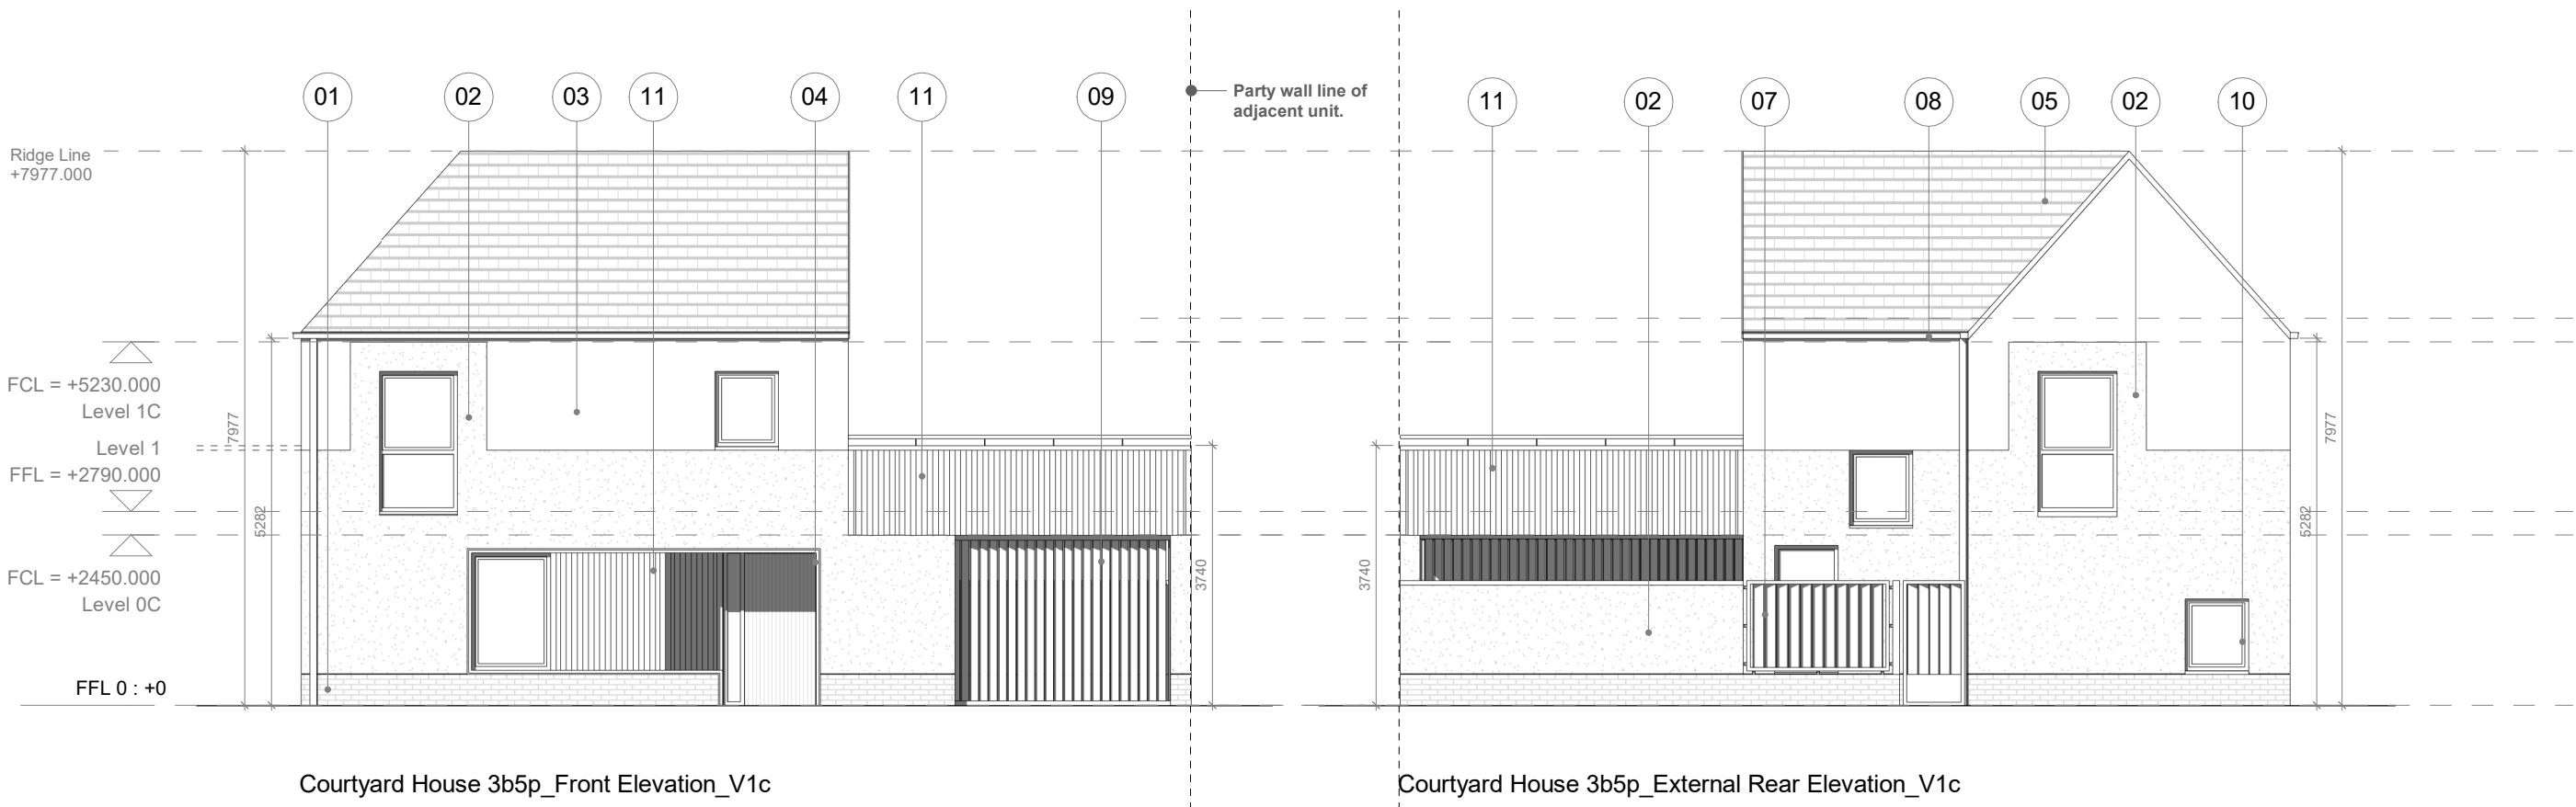 01
02
03
11
04
11
09
Party wall line of
adjacent unit.
11
02
07
08
05
02
10
Ridge Line
+7977.000
FCL = +5230.000
Level 1C
Level 1
FFL = +2790.000
FCL = +2450.000
Level 0C
FFL 0 : +0
7977
5282
3740
3740
5282
7977
Courtyard House 3b5p_Front Elevation_V1c
Courtyard House 3b5p_External Rear Elevation_V1c